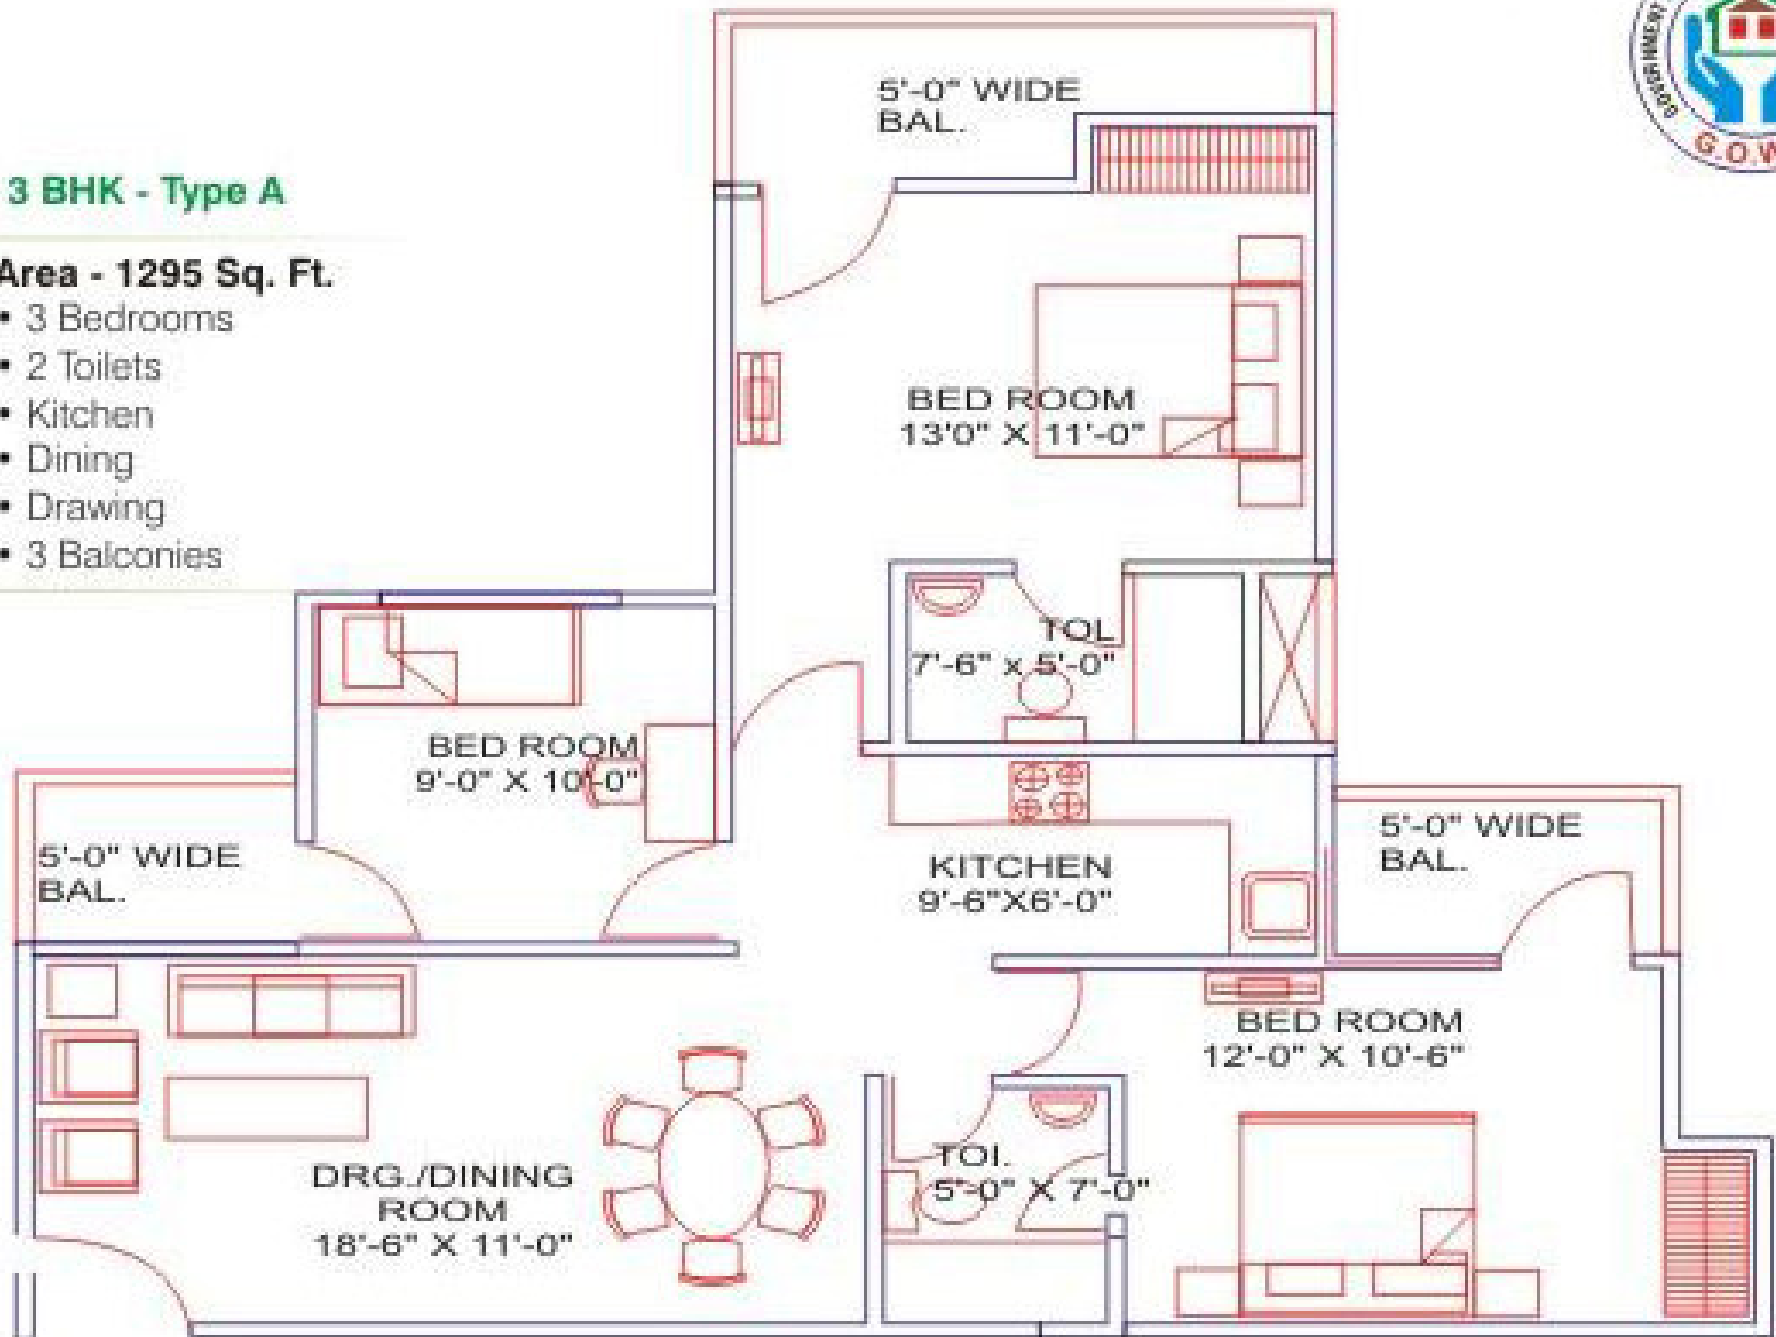 3 BHK - Type A
Area - 1295 Sq. Ft.
• 3 Bedrooms
• 2 Toilets
• Kitchen
• Dining
• Drawing
• 3 Balconies
5'-0" WIDE
BAL.
BED ROOM
13'0" X 11'-0"
TOI.
7'-6" x 5'-0"
BED ROOM
9'-0" X 10'-0"
5'-0" WIDE
BAL.
KITCHEN
9'-6"X6'-0"
5'-0" WIDE
BAL.
BED ROOM
12'-0" X 10'-6"
DRG./DINING
ROOM
18'-6" X 11'-0"
TOI.
5'-0" X 7'-0"
G.O.W